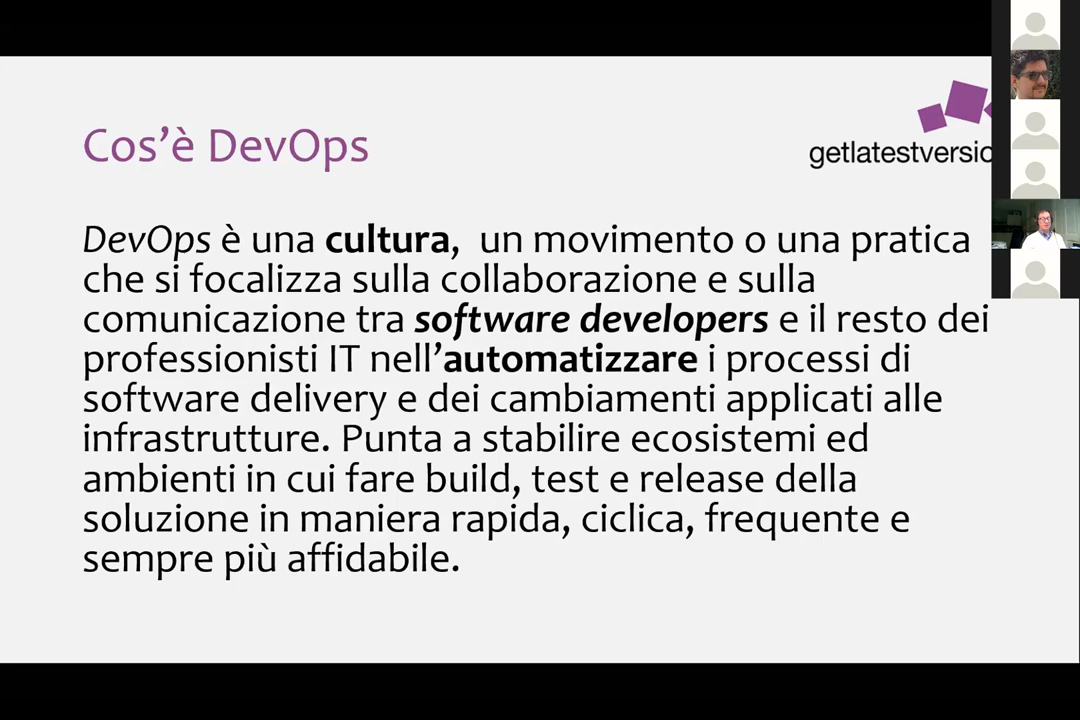 Cos’è DevOps
getlatestversio
DevOps è una cultura, un movimento o una pratica
che si focalizza sulla collaborazione e sulla
comunicazione tra software developers e il resto dei
professionisti IT nell’automatizzare i processi di
software delivery e dei cambiamenti applicati alle
infrastrutture. Punta a stabilire ecosistemi ed
ambienti in cui fare build, test e release della
soluzione in maniera rapida, ciclica, frequente e
sempre più affidabile.